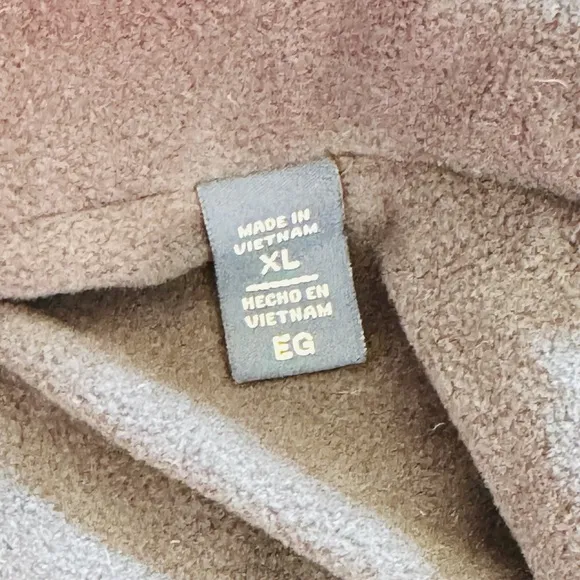 MADE IN
VIETNAM
XL
HECHO EN
VIETNAM
EG